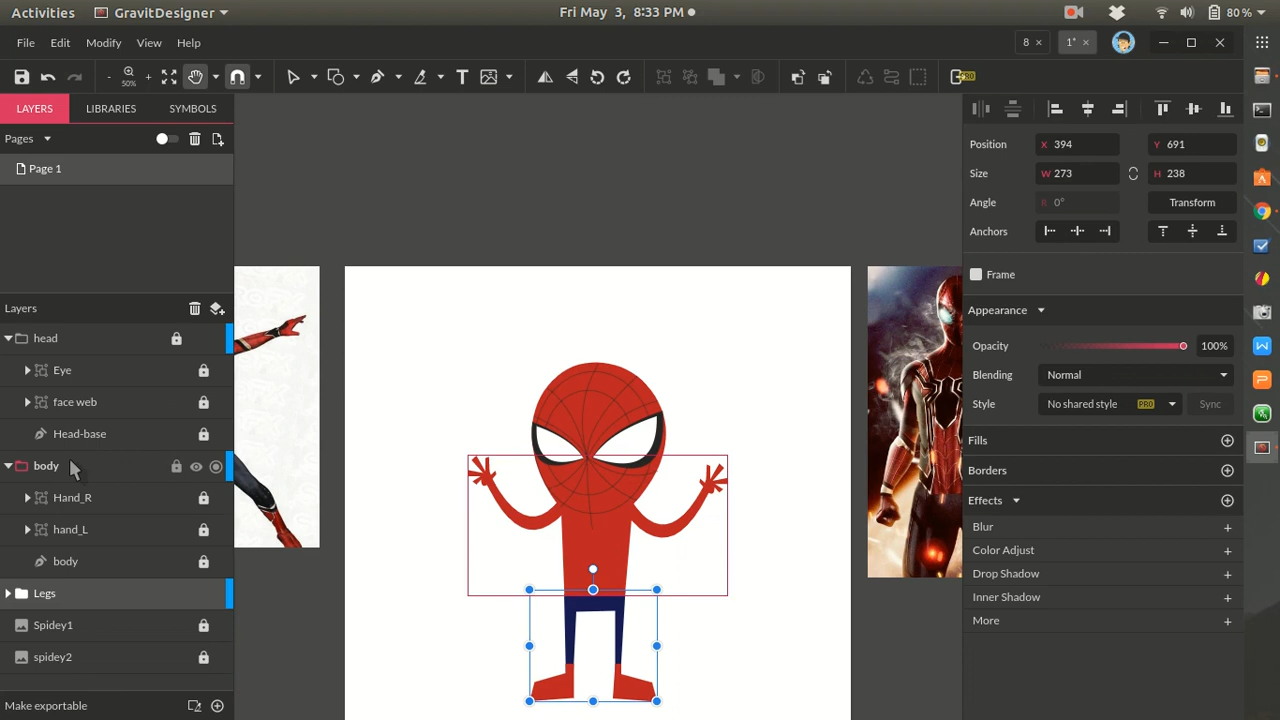 Activities GravitDesigner Fri May 3, 8:33 PM 80 %
File Edit Modify View Help 8 × 1* ×
- 50% + T PRO
LAYERS LIBRARIES SYMBOLS
Pages
Page 1
Layers
head
Eye
face web
Head-base
body
Hand_R
hand_L
body
Legs
Spidey1
spidey2
Make exportable
Position X 394 Y 691
Size W 273 H 238
Angle R 0° Transform
Anchors
Frame
Appearance
Opacity 100%
Blending Normal
Style No shared style PRO Sync
Fills
Borders
Effects
Blur +
Color Adjust +
Drop Shadow +
Inner Shadow +
More +